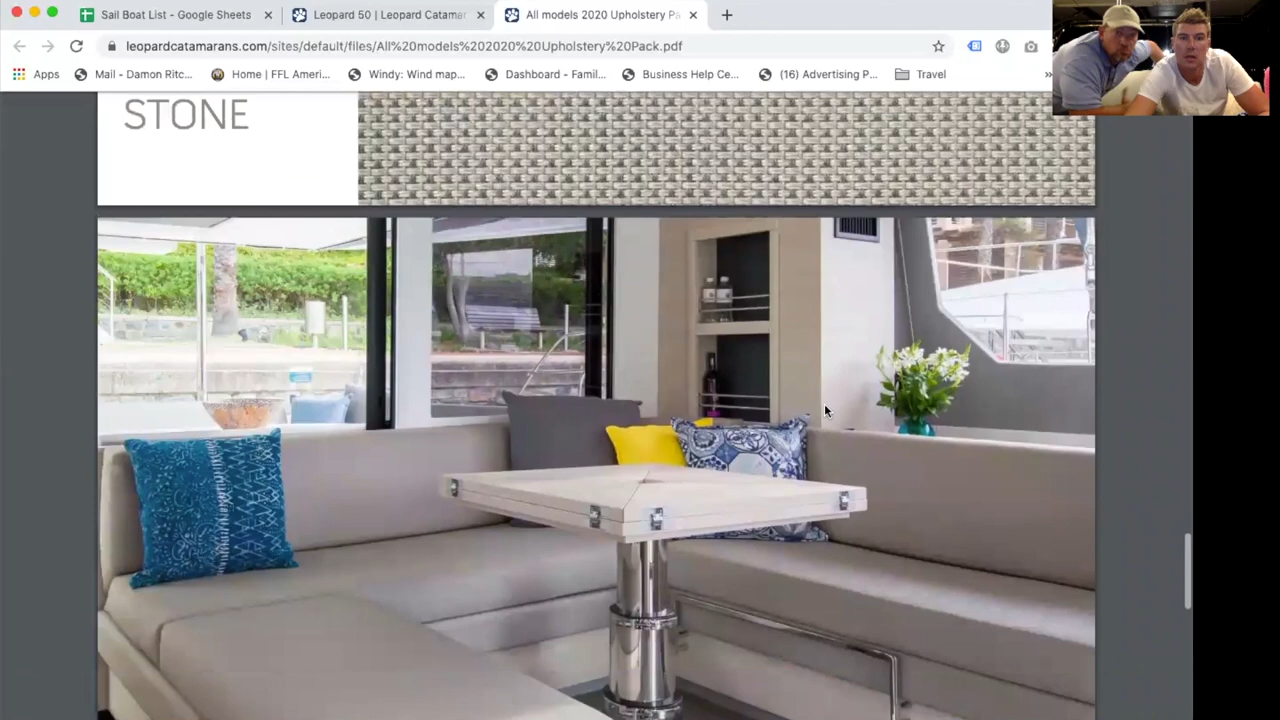 Sail Boat List - Google Sheets
Leopard 50 | Leopard Catamar
All models 2020 Upholstery Pa
leopardcatamarans.com/sites/default/files/All%20models%202020%20Upholstery%20Pack.pdf
Apps
Mail - Damon Ritc...
Home | FFL Ameri...
Windy: Wind map...
Dashboard - Famil...
Business Help Ce...
(16) Advertising P...
Travel
»
STONE